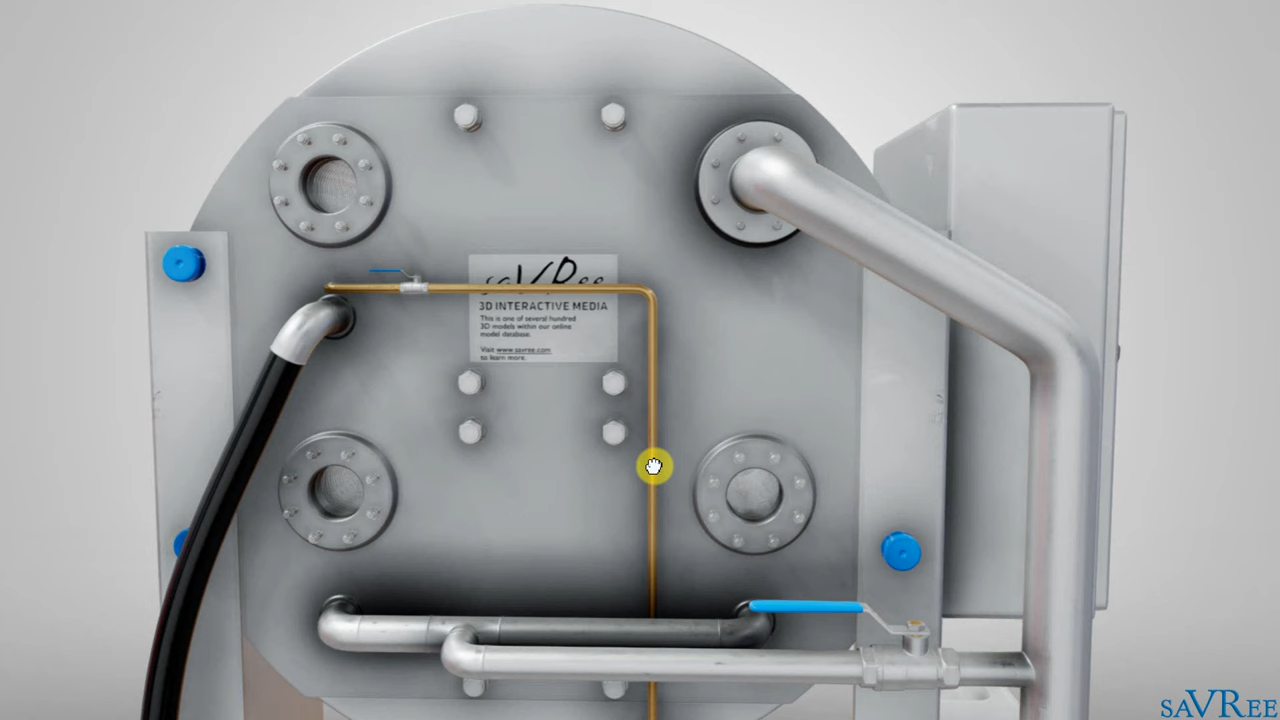 saVRee
3D INTERACTIVE MEDIA
This is one of several hundred
3D models within our online
model database.
Visit www.savree.com
to learn more.
saVRee